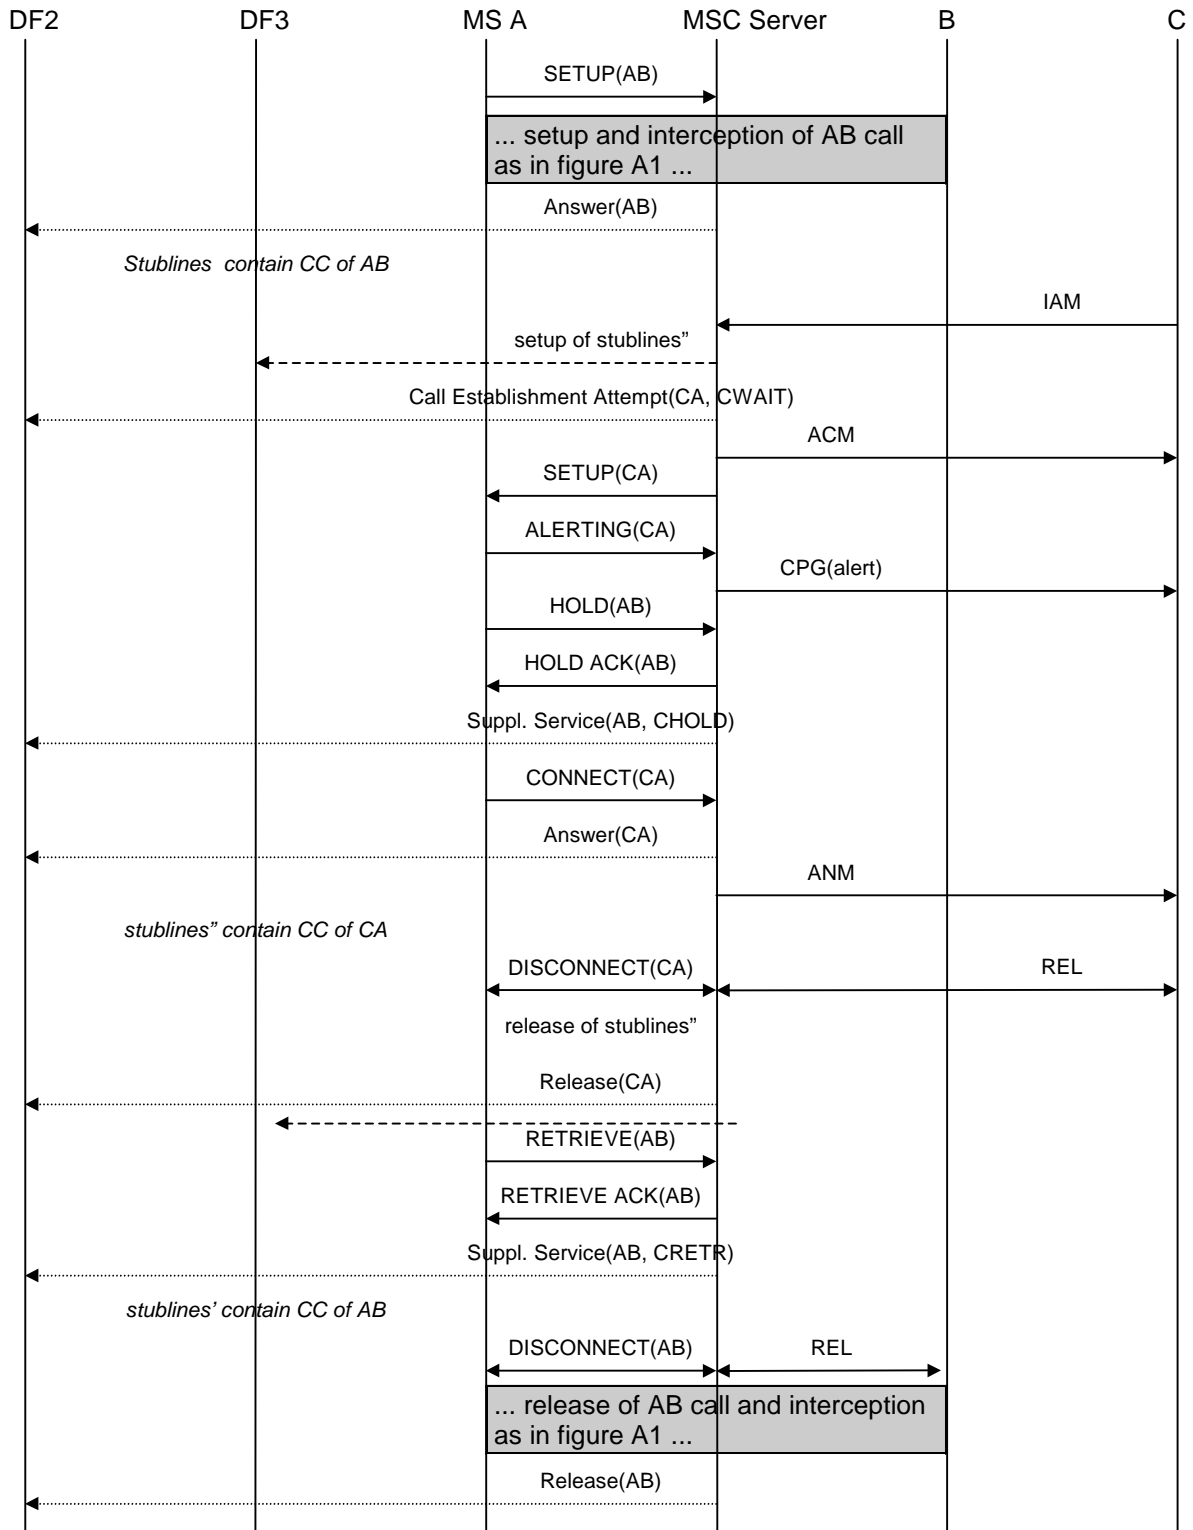 DF2 DF3 MS A MSC Server B C
SETUP(AB)
... setup and interception of AB call
as in figure A1 ...
Answer(AB)
Stublines contain CC of AB
IAM
setup of stublines”
Call Establishment Attempt(CA, CWAIT)
ACM
SETUP(CA)
ALERTING(CA)
CPG(alert)
HOLD(AB)
HOLD ACK(AB)
Suppl. Service(AB, CHOLD)
CONNECT(CA)
Answer(CA)
ANM
stublines” contain CC of CA
DISCONNECT(CA) REL
release of stublines”
Release(CA)
RETRIEVE(AB)
RETRIEVE ACK(AB)
Suppl. Service(AB, CRETR)
stublines’ contain CC of AB
DISCONNECT(AB) REL
... release of AB call and interception
as in figure A1 ...
Release(AB)